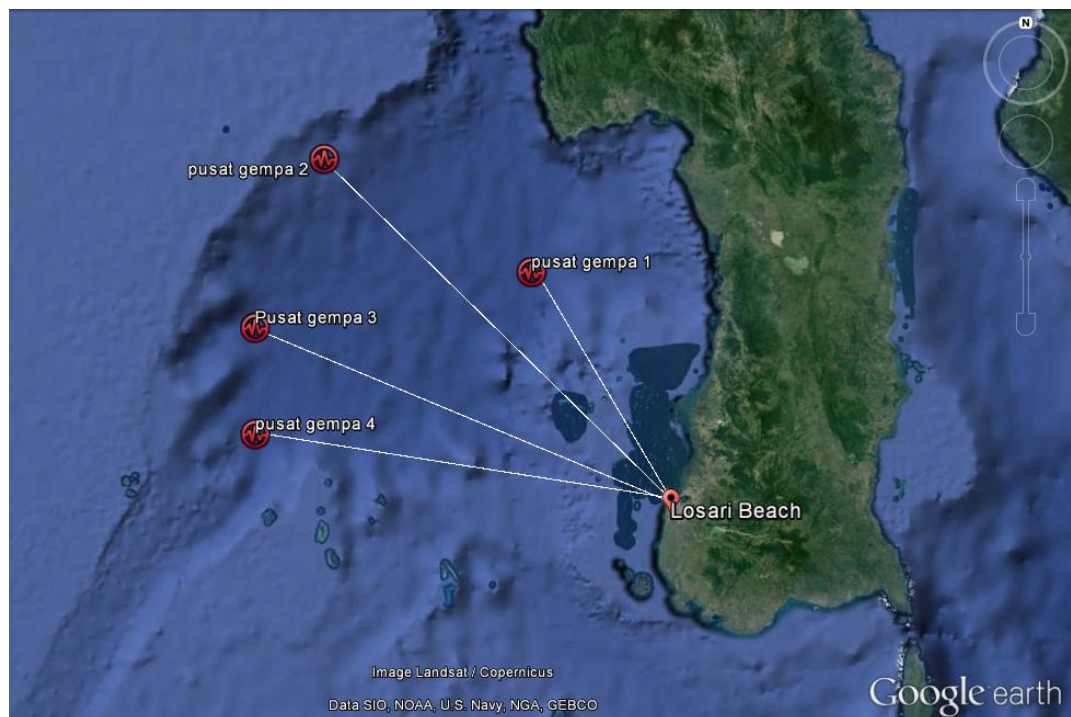 N
pusat gempa 2
pusat gempa 1
Pusat gempa 3
pusat gempa 4
Losari Beach
Image Landsat / Copernicus
Data SIO, NOAA, U.S. Navy, NGA, GEBCO
Google earth